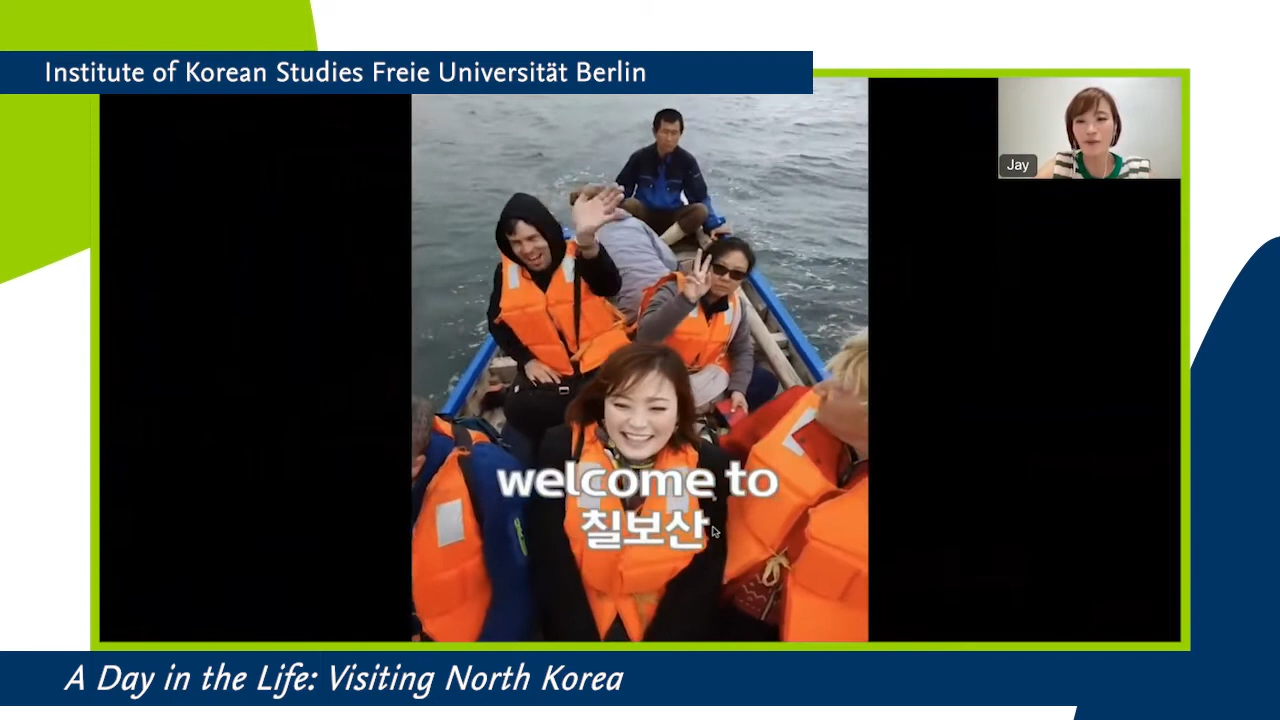 Institute of Korean Studies Freie Universität Berlin
Jay
welcome to
칠보산
A Day in the Life: Visiting North Korea